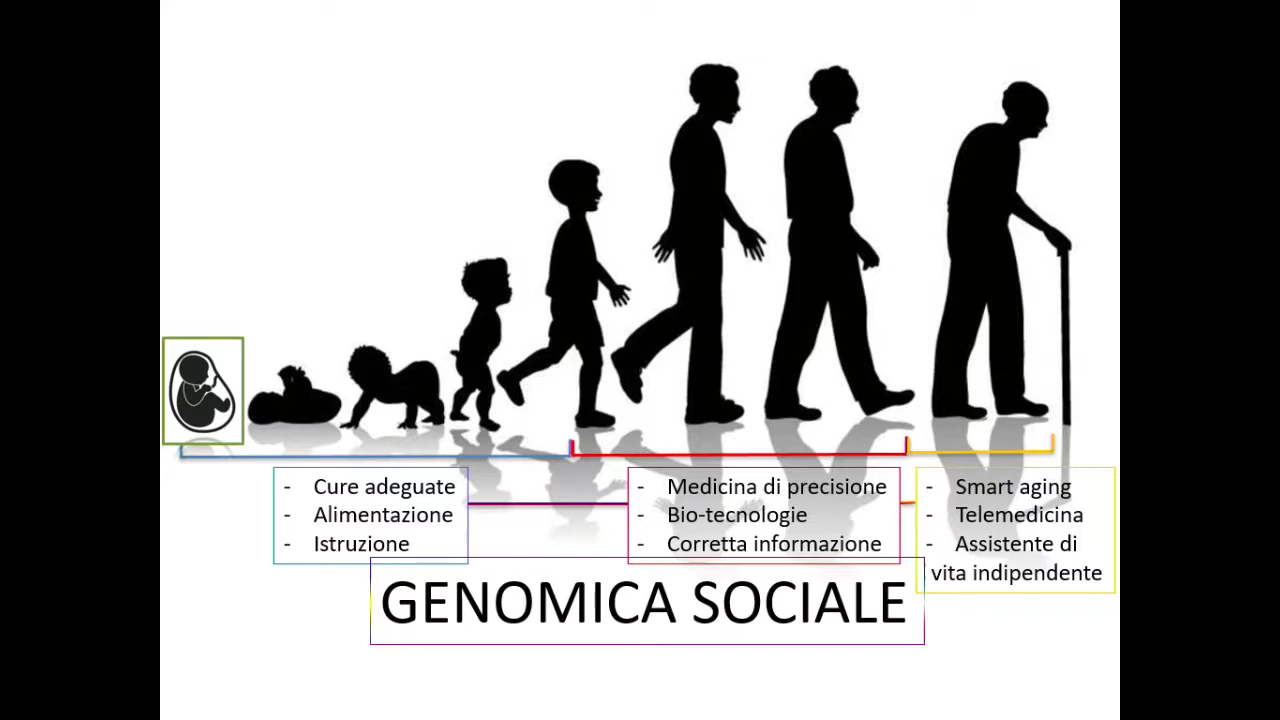 - Cure adeguate
- Alimentazione
- Istruzione
- Medicina di precisione
- Bio-tecnologie
- Corretta informazione
- Smart aging
- Telemedicina
- Assistente di
vita indipendente
GENOMICA SOCIALE